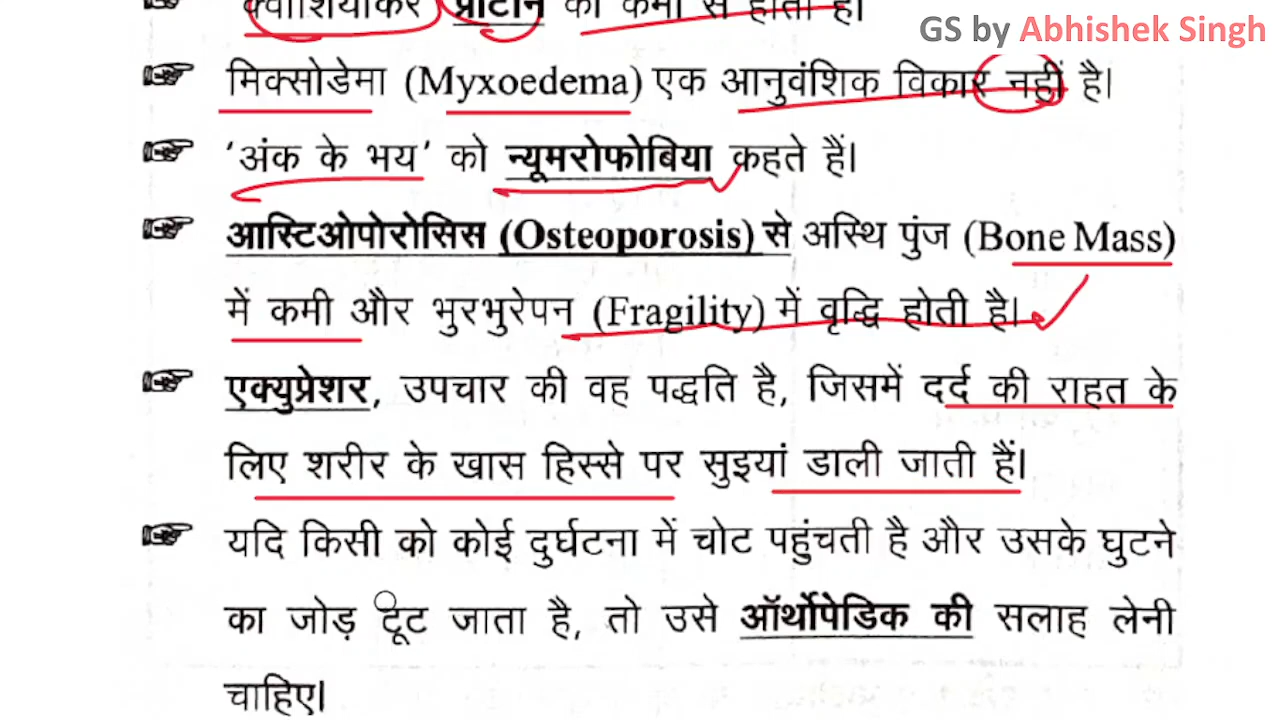 क्वाशियोकर प्रोटीन की कमी से होता है।
GS by Abhishek Singh
मिक्सोडेमा (Myxoedema) एक आनुवंशिक विकार नहीं है।
'अंक के भय' को न्यूमरोफोबिया कहते हैं।
आस्टिओपोरोसिस (Osteoporosis) से अस्थि पुंज (Bone Mass)
में कमी और भुरभुरेपन (Fragility) में वृद्धि होती है।
एक्युप्रेशर, उपचार की वह पद्धति है, जिसमें दर्द की राहत के
लिए शरीर के खास हिस्से पर सुइयां डाली जाती हैं।
यदि किसी को कोई दुर्घटना में चोट पहुंचती है और उसके घुटने
का जोड़ टूट जाता है, तो उसे ऑर्थोपेडिक की सलाह लेनी
चाहिए।